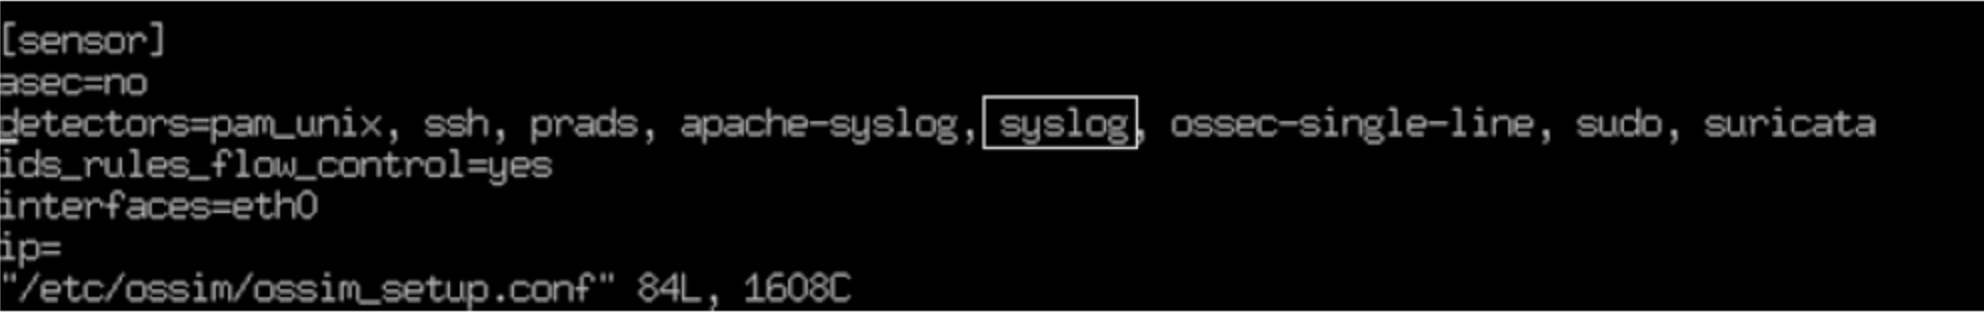 [sensor]
asec=no
detectors=pam_unix, ssh, prads, apache-syslog, syslog, ossec-single-line, sudo, suricata
ids_rules_flow_control=yes
interfaces=eth0
ip=
"/etc/ossim/ossim_setup.conf" 84L, 1608C